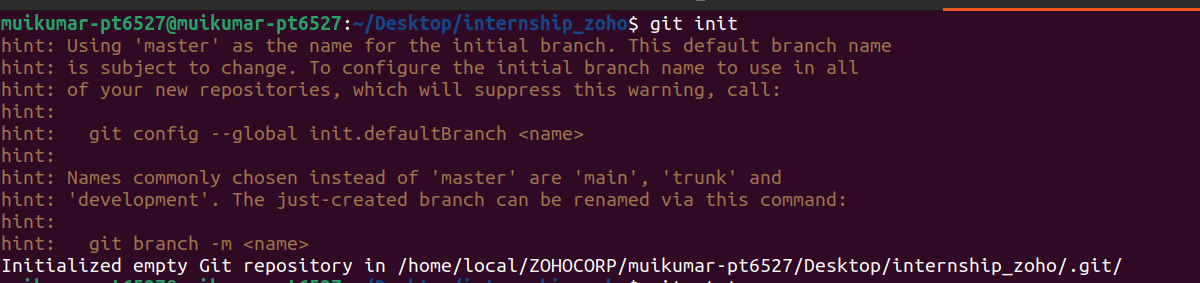 muikumar-pt6527@muikumar-pt6527:~/Desktop/internship_zoho$ git init
hint: Using 'master' as the name for the initial branch. This default branch name
hint: is subject to change. To configure the initial branch name to use in all
hint: of your new repositories, which will suppress this warning, call:
hint:
hint:   git config --global init.defaultBranch <name>
hint:
hint: Names commonly chosen instead of 'master' are 'main', 'trunk' and
hint: 'development'. The just-created branch can be renamed via this command:
hint:
hint:   git branch -m <name>
Initialized empty Git repository in /home/local/ZOHOCORP/muikumar-pt6527/Desktop/internship_zoho/.git/